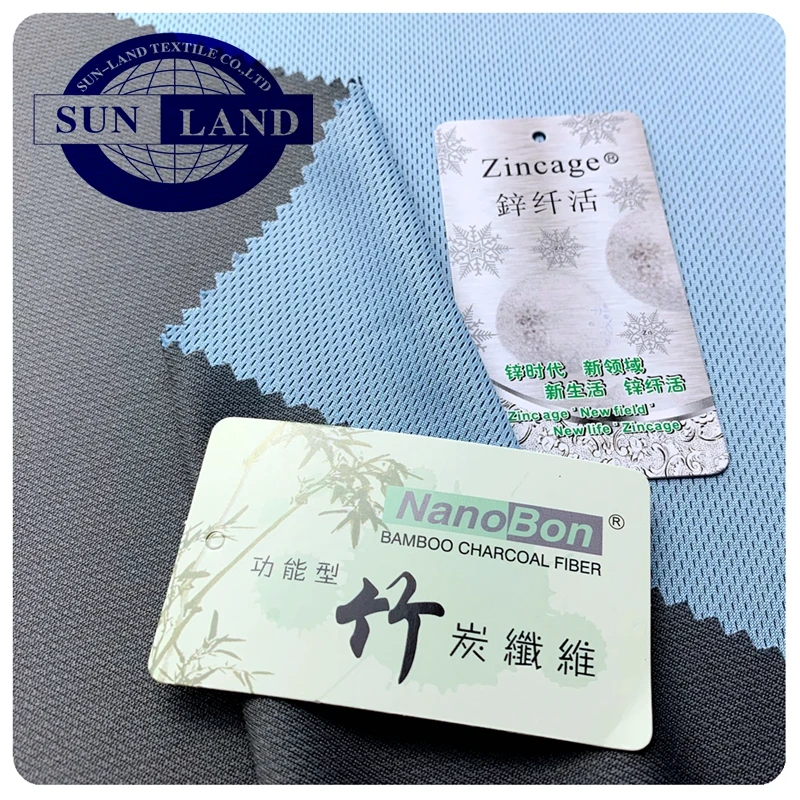 SUN-LAND TEXTILE CO.,LTD
SUN LAND
Zincage®
鋅纤活
锌时代 新领域
新生活 锌纤活
Zincage New field
New life Zincage
NanoBon®
BAMBOO CHARCOAL FIBER
功能型
竹炭纖維